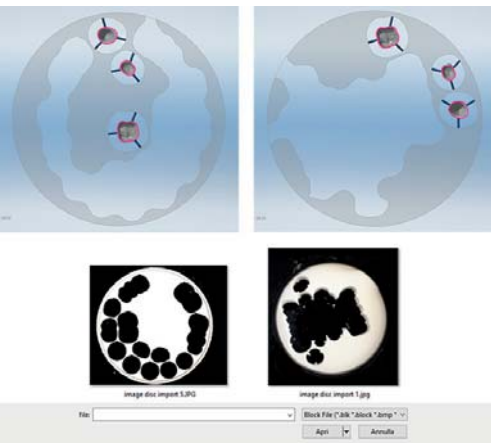 image disc import 5.JPG
image disc import 1.jpg
File:
Block File (*.blk *.block *.bmp *
Apri
Annulla